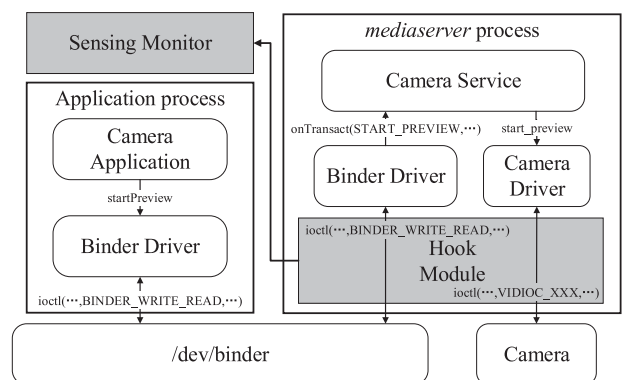 Sensing Monitor
Application process
Camera
Application
startPreview
Binder Driver
ioctl(⋯,BINDER_WRITE_READ,⋯)
mediaserver process
Camera Service
onTransact(START_PREVIEW,⋯)
start_preview
Binder Driver
Camera
Driver
ioctl(⋯,BINDER_WRITE_READ,⋯)
Hook
Module
ioctl(⋯,VIDIOC_XXX,⋯)
/dev/binder
Camera